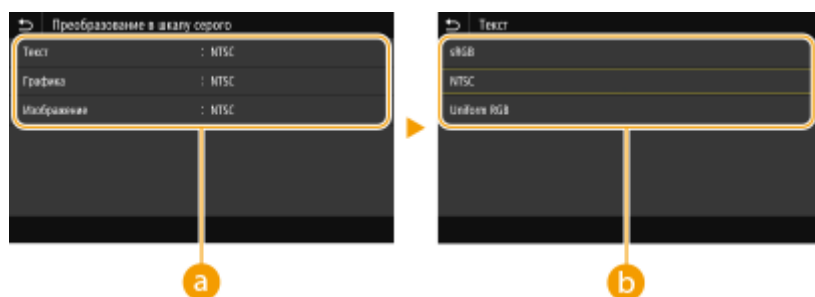 Преобразование в шкалу серого
Текст : NTSC
Графика : NTSC
Изображение : NTSC
a
Текст
sRGB
NTSC
Uniform RGB
b